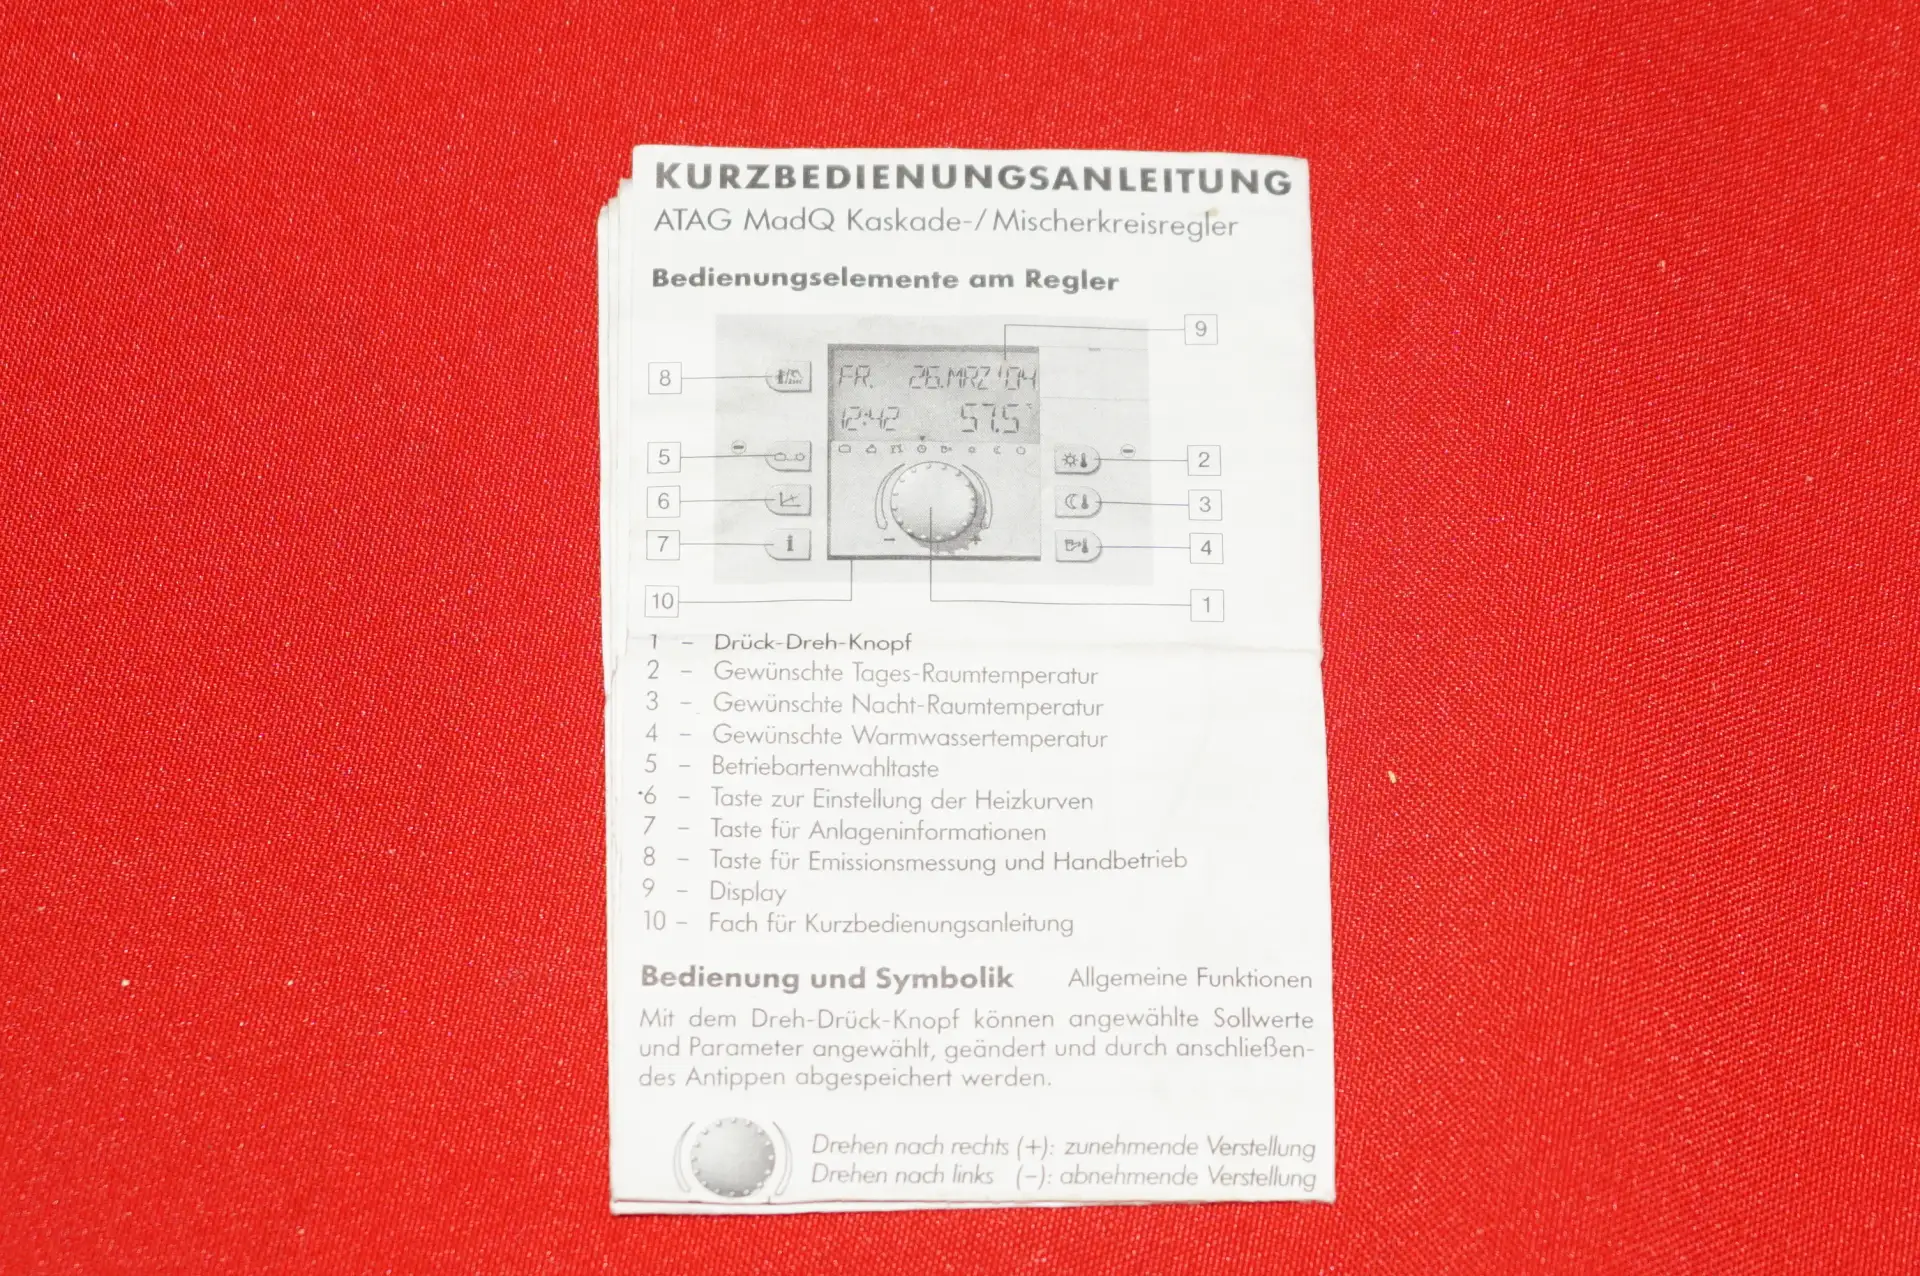 KURZBEDIENUNGSANLEITUNG
ATAG MadQ Kaskade-/Mischerkreisregler
Bedienungselemente am Regler
9
8
FR. 26.MRZ'04
12:42 57.5°
5
2
6
3
7
4
- +
10
1
1 – Drück-Dreh-Knopf
2 – Gewünschte Tages-Raumtemperatur
3 – Gewünschte Nacht-Raumtemperatur
4 – Gewünschte Warmwassertemperatur
5 – Betriebartenwahltaste
6 – Taste zur Einstellung der Heizkurven
7 – Taste für Anlageninformationen
8 – Taste für Emissionsmessung und Handbetrieb
9 – Display
10 – Fach für Kurzbedienungsanleitung
Bedienung und Symbolik Allgemeine Funktionen
Mit dem Dreh-Drück-Knopf können angewählte Sollwerte
und Parameter angewählt, geändert und durch anschließen-
des Antippen abgespeichert werden.
Drehen nach rechts (+): zunehmende Verstellung
Drehen nach links (–): abnehmende Verstellung